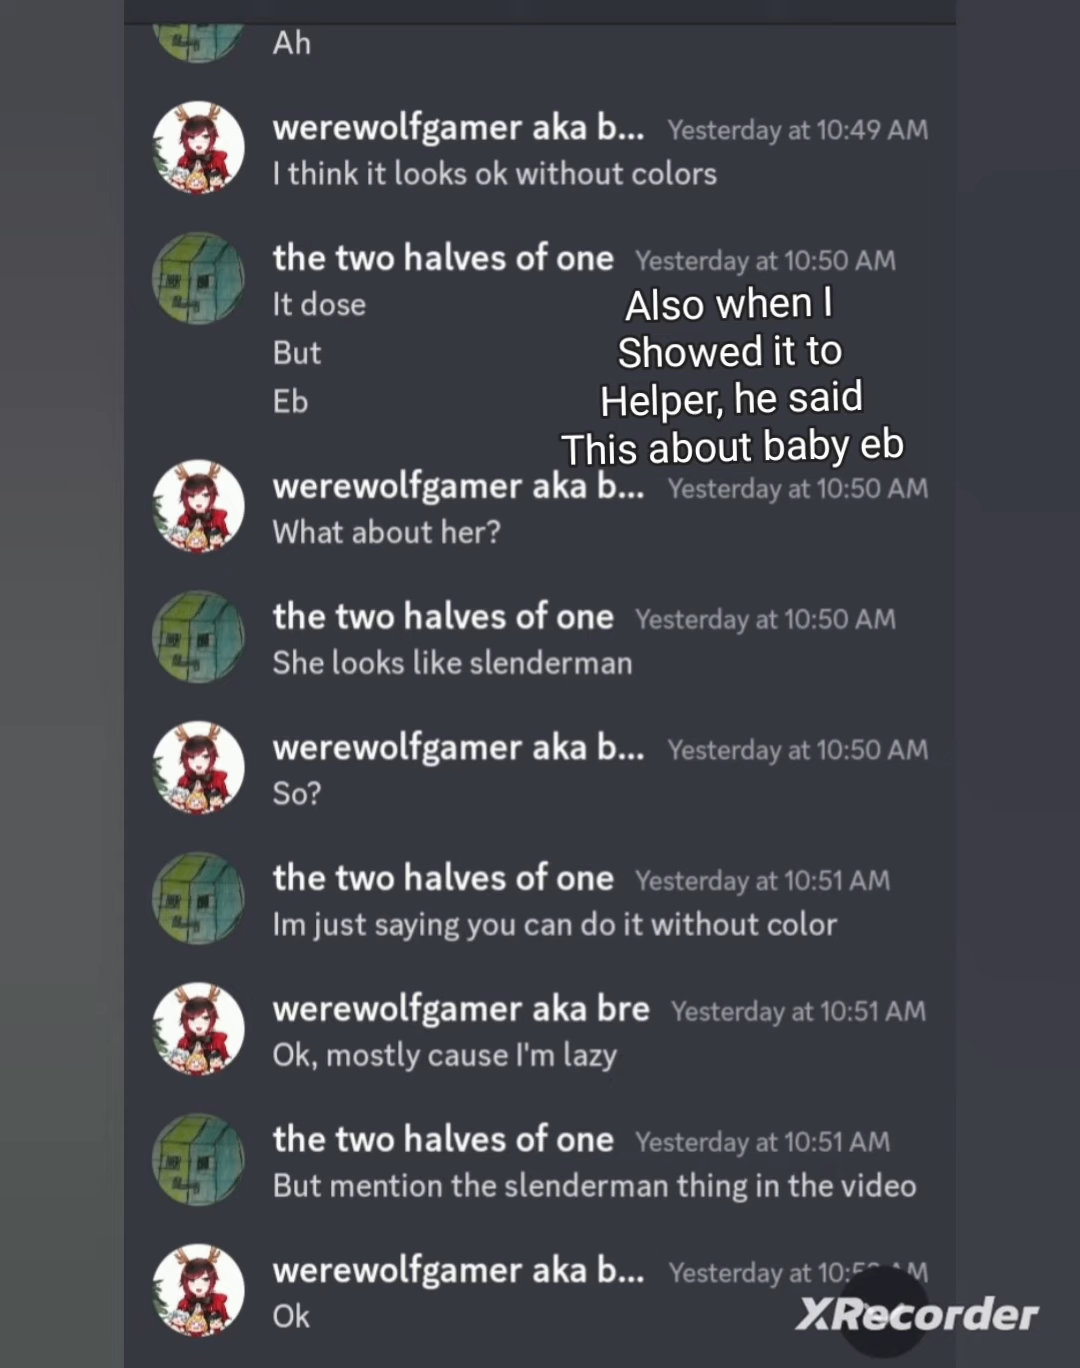 Ah
werewolfgamer aka b... Yesterday at 10:49 AM
I think it looks ok without colors
the two halves of one Yesterday at 10:50 AM
It dose
But
Eb
Also when I
Showed it to
Helper, he said
This about baby eb
werewolfgamer aka b... Yesterday at 10:50 AM
What about her?
the two halves of one Yesterday at 10:50 AM
She looks like slenderman
werewolfgamer aka b... Yesterday at 10:50 AM
So?
the two halves of one Yesterday at 10:51 AM
Im just saying you can do it without color
werewolfgamer aka bre Yesterday at 10:51 AM
Ok, mostly cause I'm lazy
the two halves of one Yesterday at 10:51 AM
But mention the slenderman thing in the video
werewolfgamer aka b... Yesterday at
Ok
XRecorder